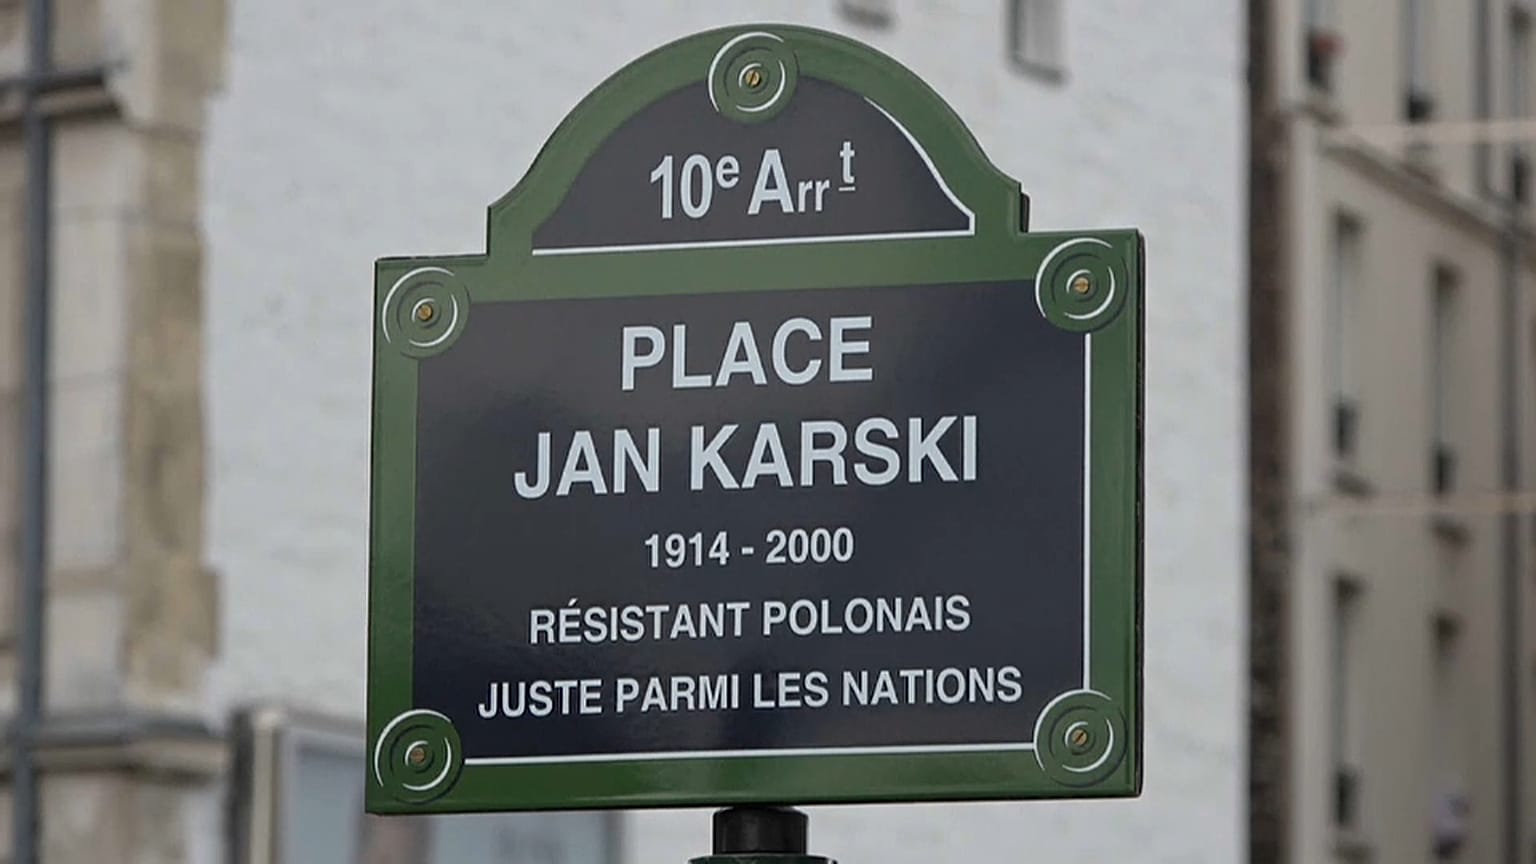 10e Arrt
PLACE
JAN KARSKI
1914 - 2000
RÉSISTANT POLONAIS
JUSTE PARMI LES NATIONS